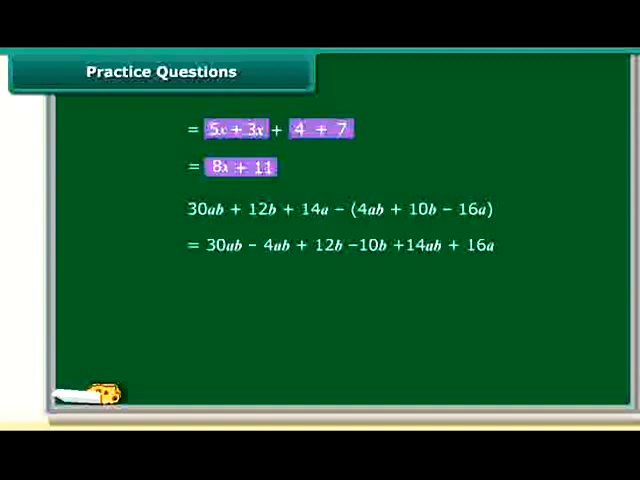 Practice Questions
= 5x + 3x + 4 + 7
= 8x + 11
30ab + 12b + 14a − (4ab + 10b − 16a)
= 30ab − 4ab + 12b −10b +14ab + 16a